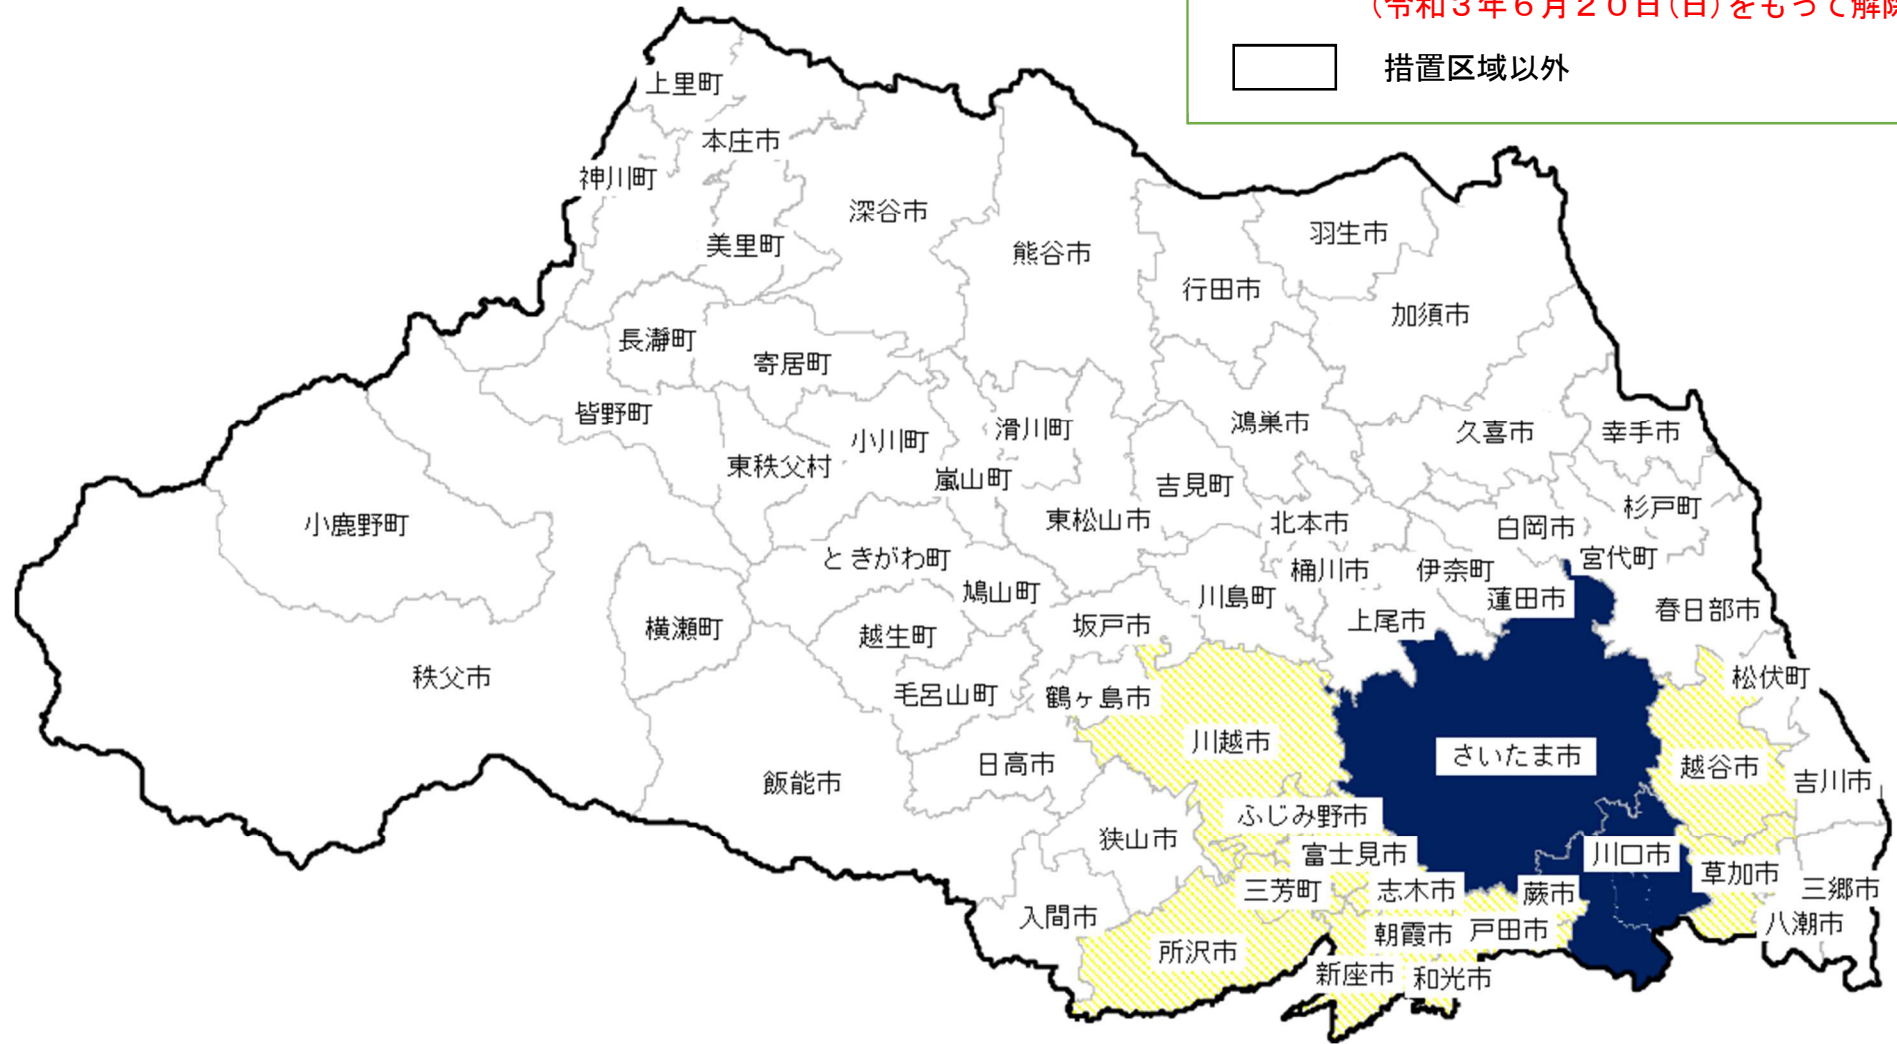 (令和３年６月２０日(日)をもって解除
措置区域以外
上里町
本庄市
神川町
深谷市
美里町
熊谷市
羽生市
行田市
加須市
長瀞町
寄居町
皆野町
小川町
滑川町
鴻巣市
久喜市
幸手市
東秩父村
嵐山町
吉見町
小鹿野町
東松山市
北本市
白岡市
杉戸町
ときがわ町
宮代町
鳩山町
桶川市
伊奈町
川島町
蓮田市
春日部市
横瀬町
越生町
坂戸市
上尾市
秩父市
毛呂山町
鶴ヶ島市
松伏町
川越市
さいたま市
日高市
越谷市
飯能市
吉川市
ふじみ野市
狭山市
富士見市
川口市
三芳町
志木市
蕨市
草加市
三郷市
入間市
朝霞市
戸田市
八潮市
所沢市
新座市
和光市